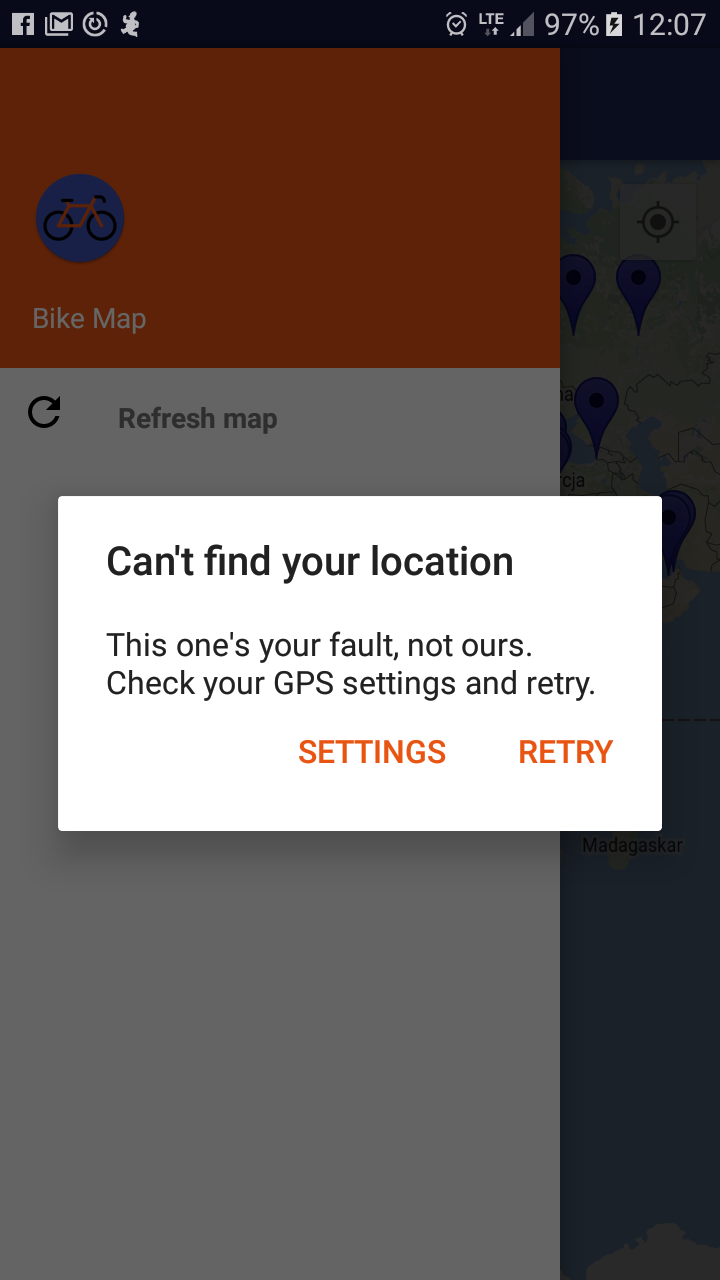 LTE 97% 12:07
Bike Map
Refresh map
rcja
Can't find your location
This one's your fault, not ours.
Check your GPS settings and retry.
SETTINGS RETRY
Madagaskar